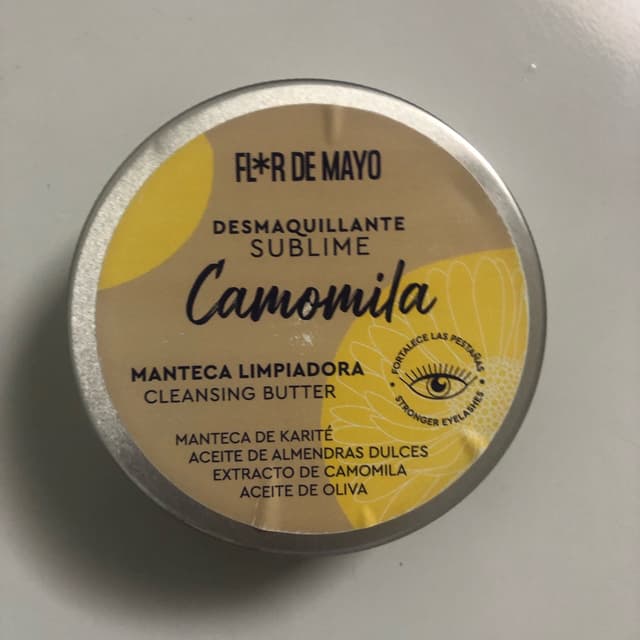 FL*R DE MAYO
DESMAQUILLANTE
SUBLIME
Camomila
MANTECA LIMPIADORA
CLEANSING BUTTER
FORTALECE LAS PESTAÑAS
STRONGER EYELASHES
MANTECA DE KARITÉ
ACEITE DE ALMENDRAS DULCES
EXTRACTO DE CAMOMILA
ACEITE DE OLIVA